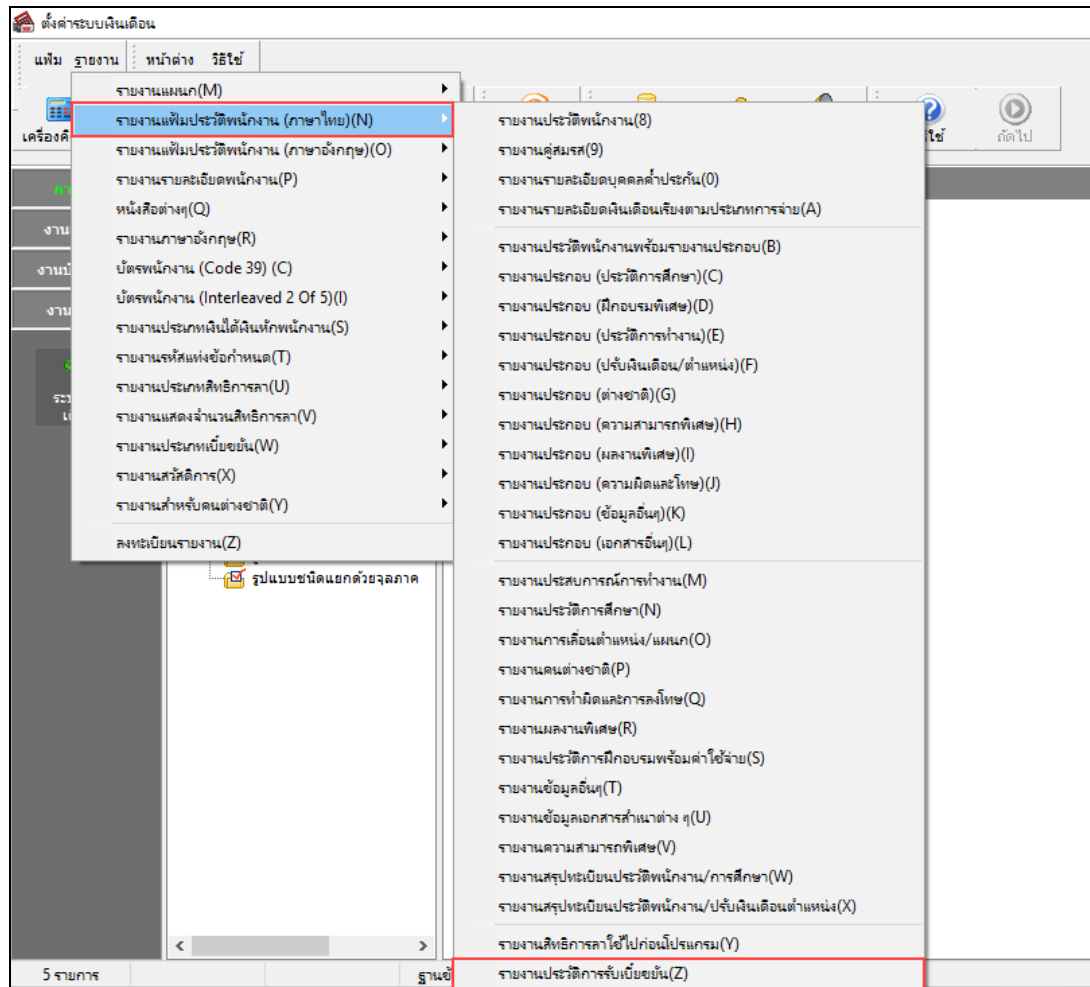 ตั้งค่าระบบเงินเดือน
แฟ้ม รายงาน หน้าต่าง วิธีใช้
รายงานแผนก(M)
รายงานแฟ้มประวัติพนักงาน (ภาษาไทย)(N)
รายงานแฟ้มประวัติพนักงาน (ภาษาอังกฤษ)(O)
รายงานรายละเอียดพนักงาน(P)
หนังสือต่างๆ(Q)
รายงานภาษาอังกฤษ(R)
บัตรพนักงาน (Code 39) (C)
บัตรพนักงาน (Interleaved 2 Of 5)(I)
รายงานประเภทเงินได้เงินหักพนักงาน(S)
รายงานรหัสแห่งข้อกำหนด(T)
รายงานประเภทสิทธิการลา(U)
รายงานแสดงจำนวนสิทธิการลา(V)
รายงานประเภทเบี้ยขยัน(W)
รายงานสวัสดิการ(X)
รายงานสำหรับคนต่างชาติ(Y)
ลงทะเบียนรายงาน(Z)
รายงานประวัติพนักงาน(8)
รายงานคู่สมรส(9)
รายงานรายละเอียดบุคคลค้ำประกัน(0)
รายงานรายละเอียดเงินเดือนเรียงตามประเภทการจ่าย(A)
รายงานประวัติพนักงานพร้อมรายงานประกอบ(B)
รายงานประกอบ (ประวัติการศึกษา)(C)
รายงานประกอบ (ฝึกอบรมพิเศษ)(D)
รายงานประกอบ (ประวัติการทำงาน)(E)
รายงานประกอบ (ปรับเงินเดือน/ตำแหน่ง)(F)
รายงานประกอบ (ต่างชาติ)(G)
รายงานประกอบ (ความสามารถพิเศษ)(H)
รายงานประกอบ (ผลงานพิเศษ)(I)
รายงานประกอบ (ความผิดและโทษ)(J)
รายงานประกอบ (ข้อมูลอื่นๆ)(K)
รายงานประกอบ (เอกสารอื่นๆ)(L)
รายงานประสบการณ์การทำงาน(M)
รายงานประวัติการศึกษา(N)
รายงานการเลื่อนตำแหน่ง/แผนก(O)
รายงานคนต่างชาติ(P)
รายงานการทำผิดและการลงโทษ(Q)
รายงานผลงานพิเศษ(R)
รายงานประวัติการฝึกอบรมพร้อมค่าใช้จ่าย(S)
รายงานข้อมูลอื่นๆ(T)
รายงานข้อมูลเอกสารสำเนาต่าง ๆ(U)
รายงานความสามารถพิเศษ(V)
รายงานสรุปทะเบียนประวัติพนักงาน/การศึกษา(W)
รายงานสรุปทะเบียนประวัติพนักงาน/ปรับเงินเดือนตำแหน่ง(X)
รายงานสิทธิการลาใช้ไปก่อนโปรแกรม(Y)
รายงานประวัติการรับเบี้ยขยัน(Z)
ถัดไป
รูปแบบชนิดแยกด้วยจุลภาค
5 รายการ